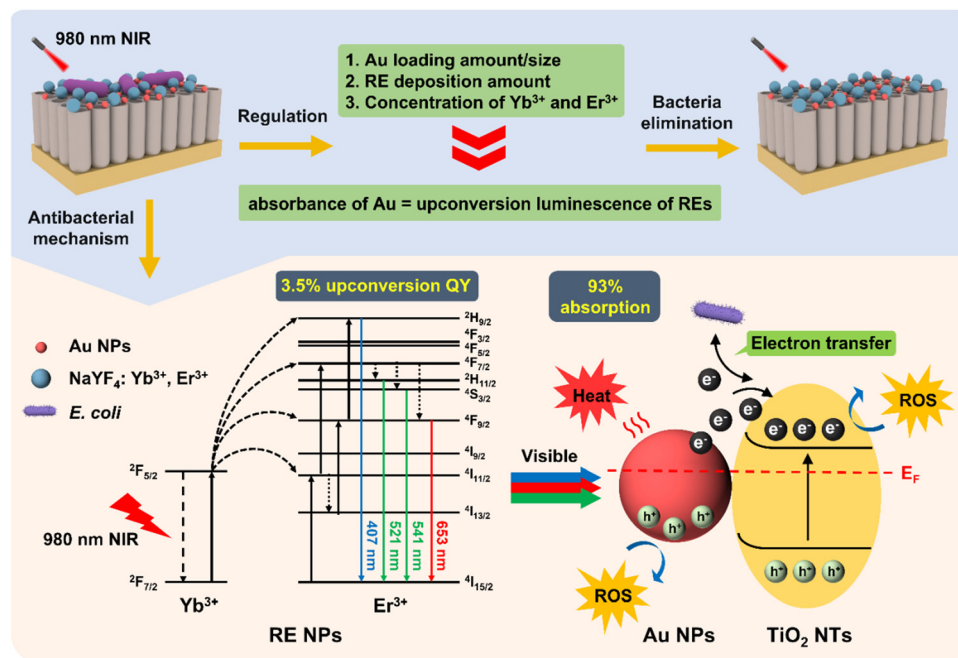 980 nm NIR
1. Au loading amount/size
2. RE deposition amount
3. Concentration of Yb³⁺ and Er³⁺
Regulation
Bacteria
elimination
absorbance of Au = upconversion luminescence of REs
Antibacterial
mechanism
3.5% upconversion QY
93%
absorption
Au NPs
NaYF₄: Yb³⁺, Er³⁺
E. coli
²F₅/₂
980 nm NIR
²F₇/₂
Yb³⁺
²H₉/₂
⁴F₃/₂
⁴F₅/₂
⁴F₇/₂
²H₁₁/₂
⁴S₃/₂
⁴F₉/₂
⁴I₉/₂
⁴I₁₁/₂
⁴I₁₃/₂
⁴I₁₅/₂
407 nm
521 nm
541 nm
653 nm
Er³⁺
RE NPs
Visible
Heat
Electron transfer
e⁻
e⁻
e⁻
e⁻
e⁻ e⁻ e⁻
ROS
E_F
h⁺ h⁺ h⁺
h⁺ h⁺ h⁺
ROS
Au NPs
TiO₂ NTs